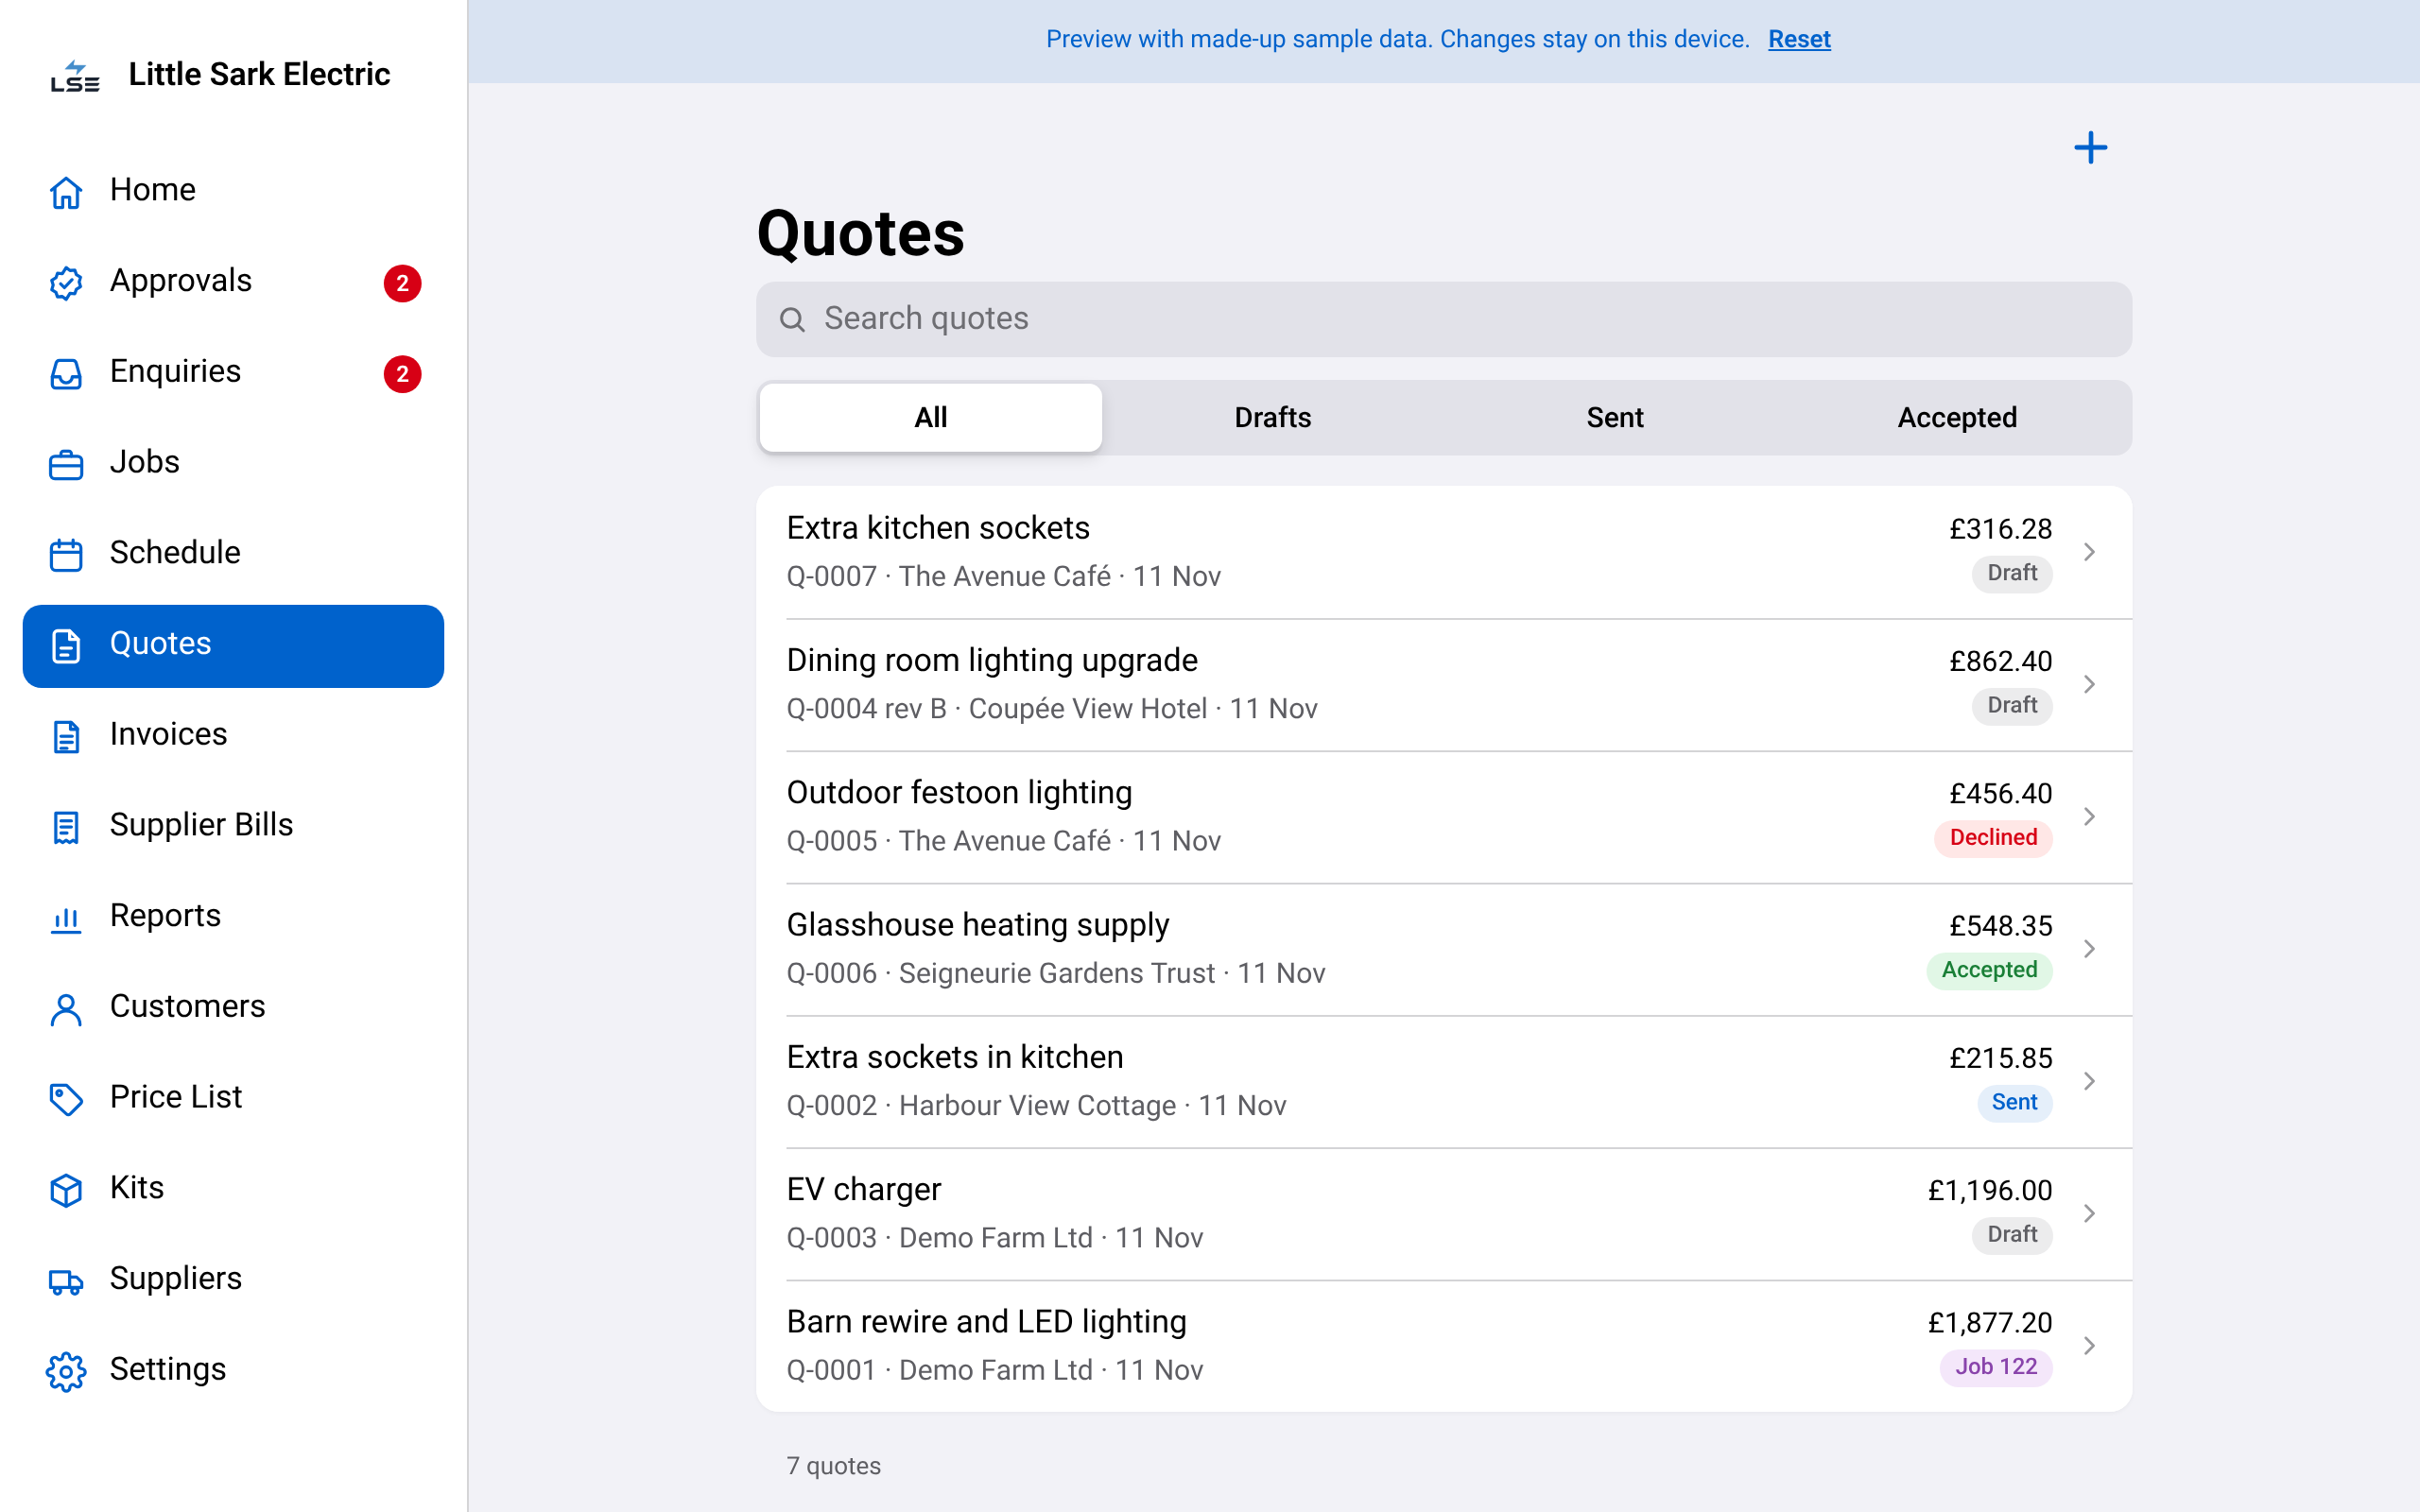 Preview with made-up sample data. Changes stay on this device. Reset
LSE Little Sark Electric
Home
Approvals 2
Enquiries 2
Jobs
Schedule
Quotes
Invoices
Supplier Bills
Reports
Customers
Price List
Kits
Suppliers
Settings
Quotes
Search quotes
All Drafts Sent Accepted
Extra kitchen sockets £316.28
Q-0007 · The Avenue Café · 11 Nov Draft
Dining room lighting upgrade £862.40
Q-0004 rev B · Coupée View Hotel · 11 Nov Draft
Outdoor festoon lighting £456.40
Q-0005 · The Avenue Café · 11 Nov Declined
Glasshouse heating supply £548.35
Q-0006 · Seigneurie Gardens Trust · 11 Nov Accepted
Extra sockets in kitchen £215.85
Q-0002 · Harbour View Cottage · 11 Nov Sent
EV charger £1,196.00
Q-0003 · Demo Farm Ltd · 11 Nov Draft
Barn rewire and LED lighting £1,877.20
Q-0001 · Demo Farm Ltd · 11 Nov Job 122
7 quotes